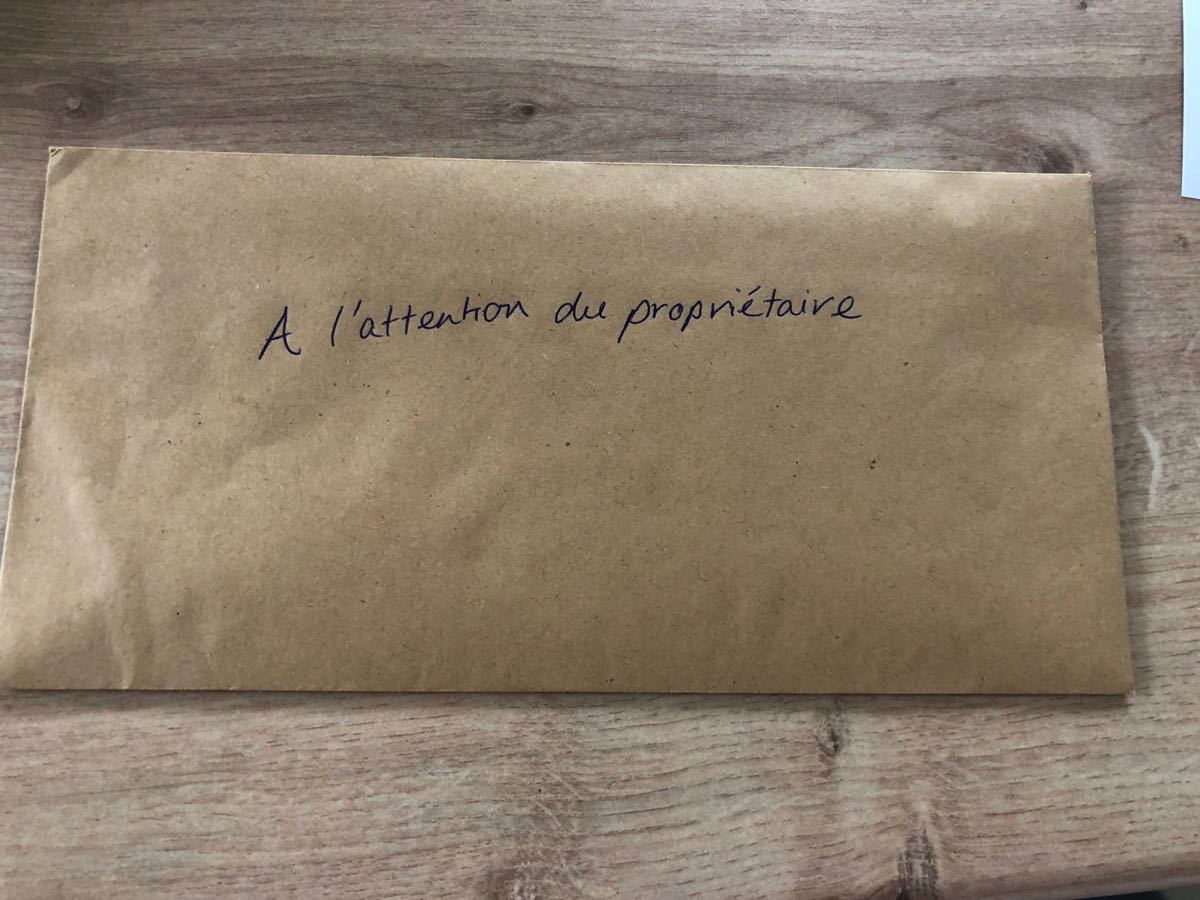 A l'attention du propriétaire